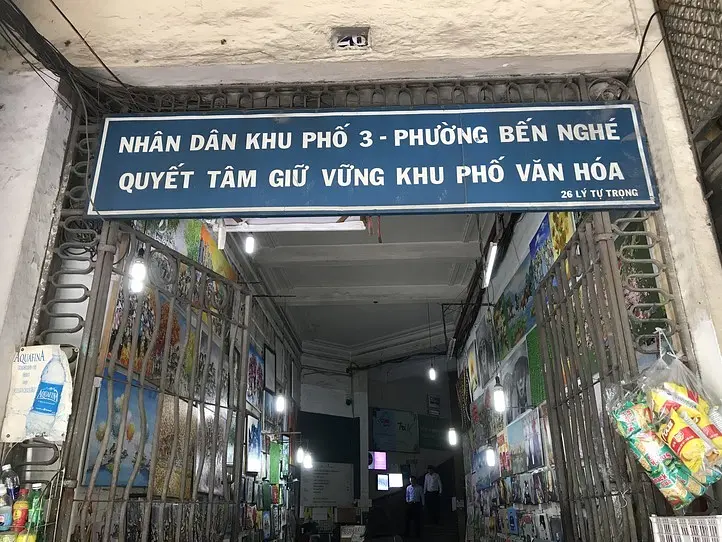 NHÂN DÂN KHU PHỐ 3 - PHƯỜNG BẾN NGHÉ
QUYẾT TÂM GIỮ VỮNG KHU PHỐ VĂN HÓA
26 LÝ TỰ TRỌNG
AQUAFINA